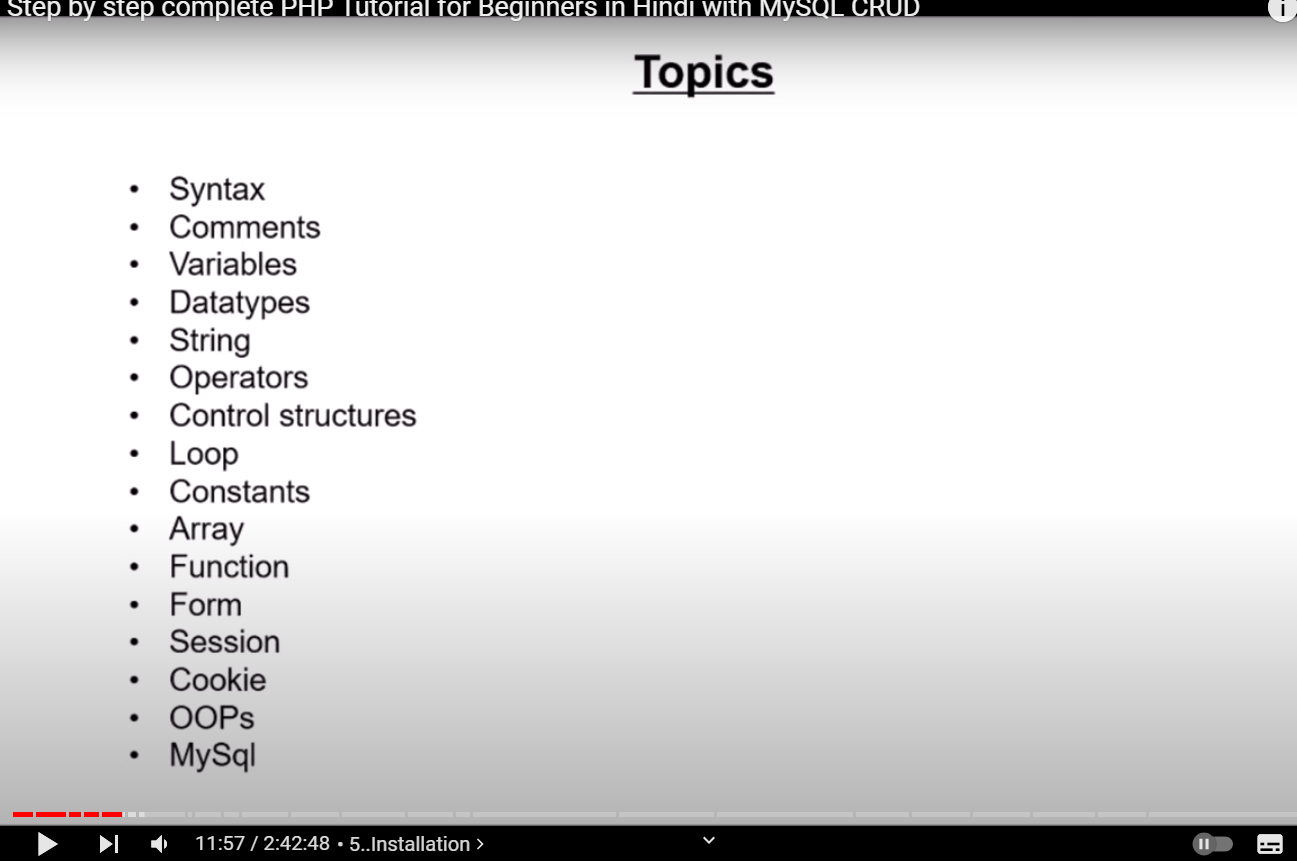 Step by step complete PHP Tutorial for Beginners in Hindi with MySQL CRUD
Topics
• Syntax
• Comments
• Variables
• Datatypes
• String
• Operators
• Control structures
• Loop
• Constants
• Array
• Function
• Form
• Session
• Cookie
• OOPs
• MySql
11:57 / 2:42:48 • 5..Installation >